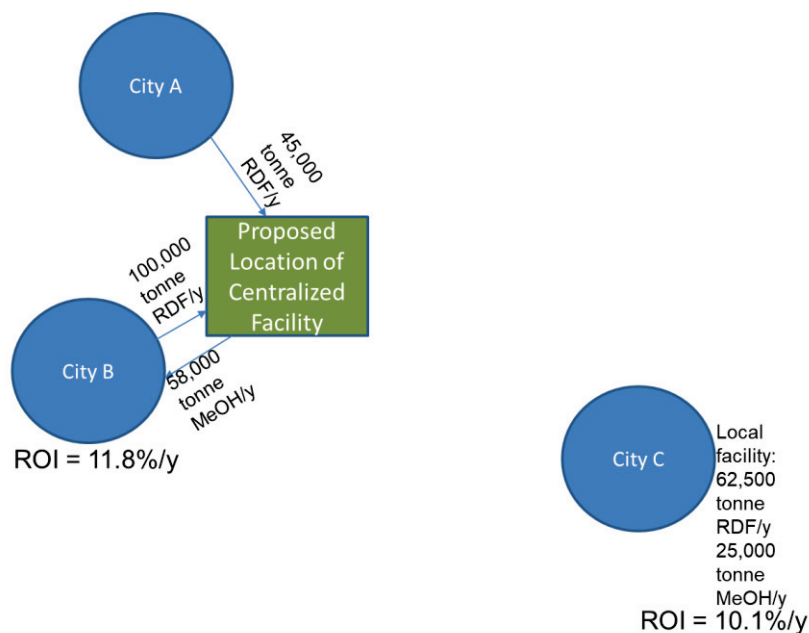 City A
45,000
tonne
RDF/y
Proposed
Location of
Centralized
Facility
100,000
tonne
RDF/y
58,000
tonne
MeOH/y
City B
ROI = 11.8%/y
City C
Local
facility:
62,500
tonne
RDF/y
25,000
tonne
MeOH/y
ROI = 10.1%/y